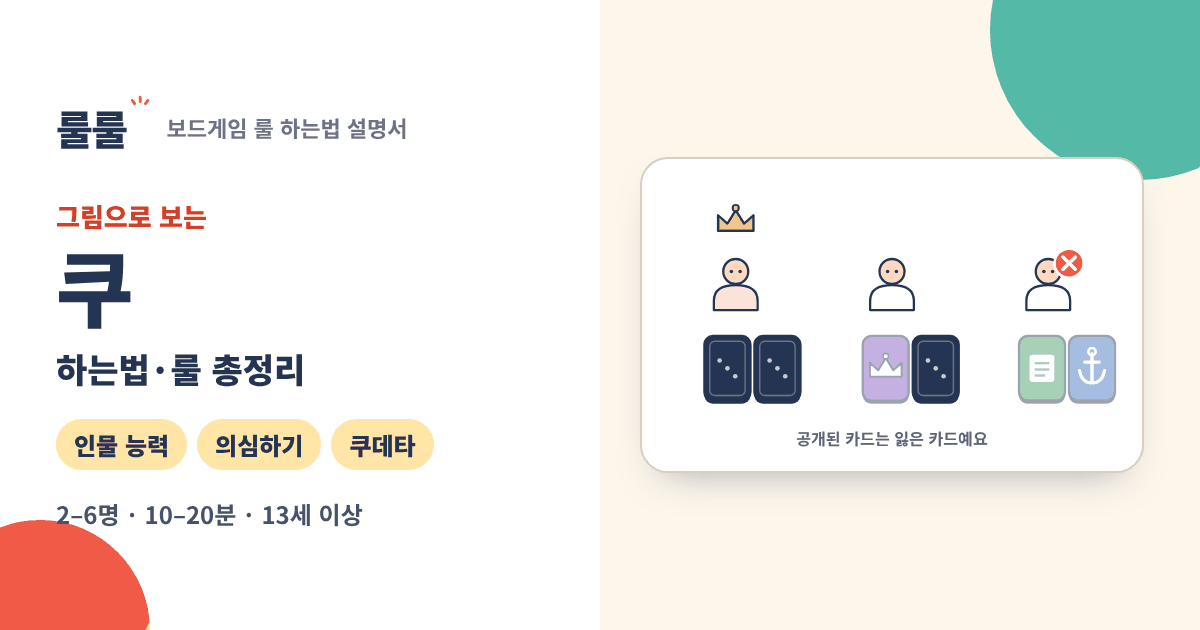 룰룰 보드게임 룰 하는법 설명서
그림으로 보는
쿠
하는법·룰 총정리
인물 능력 의심하기 쿠데타
2–6명 · 10–20분 · 13세 이상
공개된 카드는 잃은 카드예요